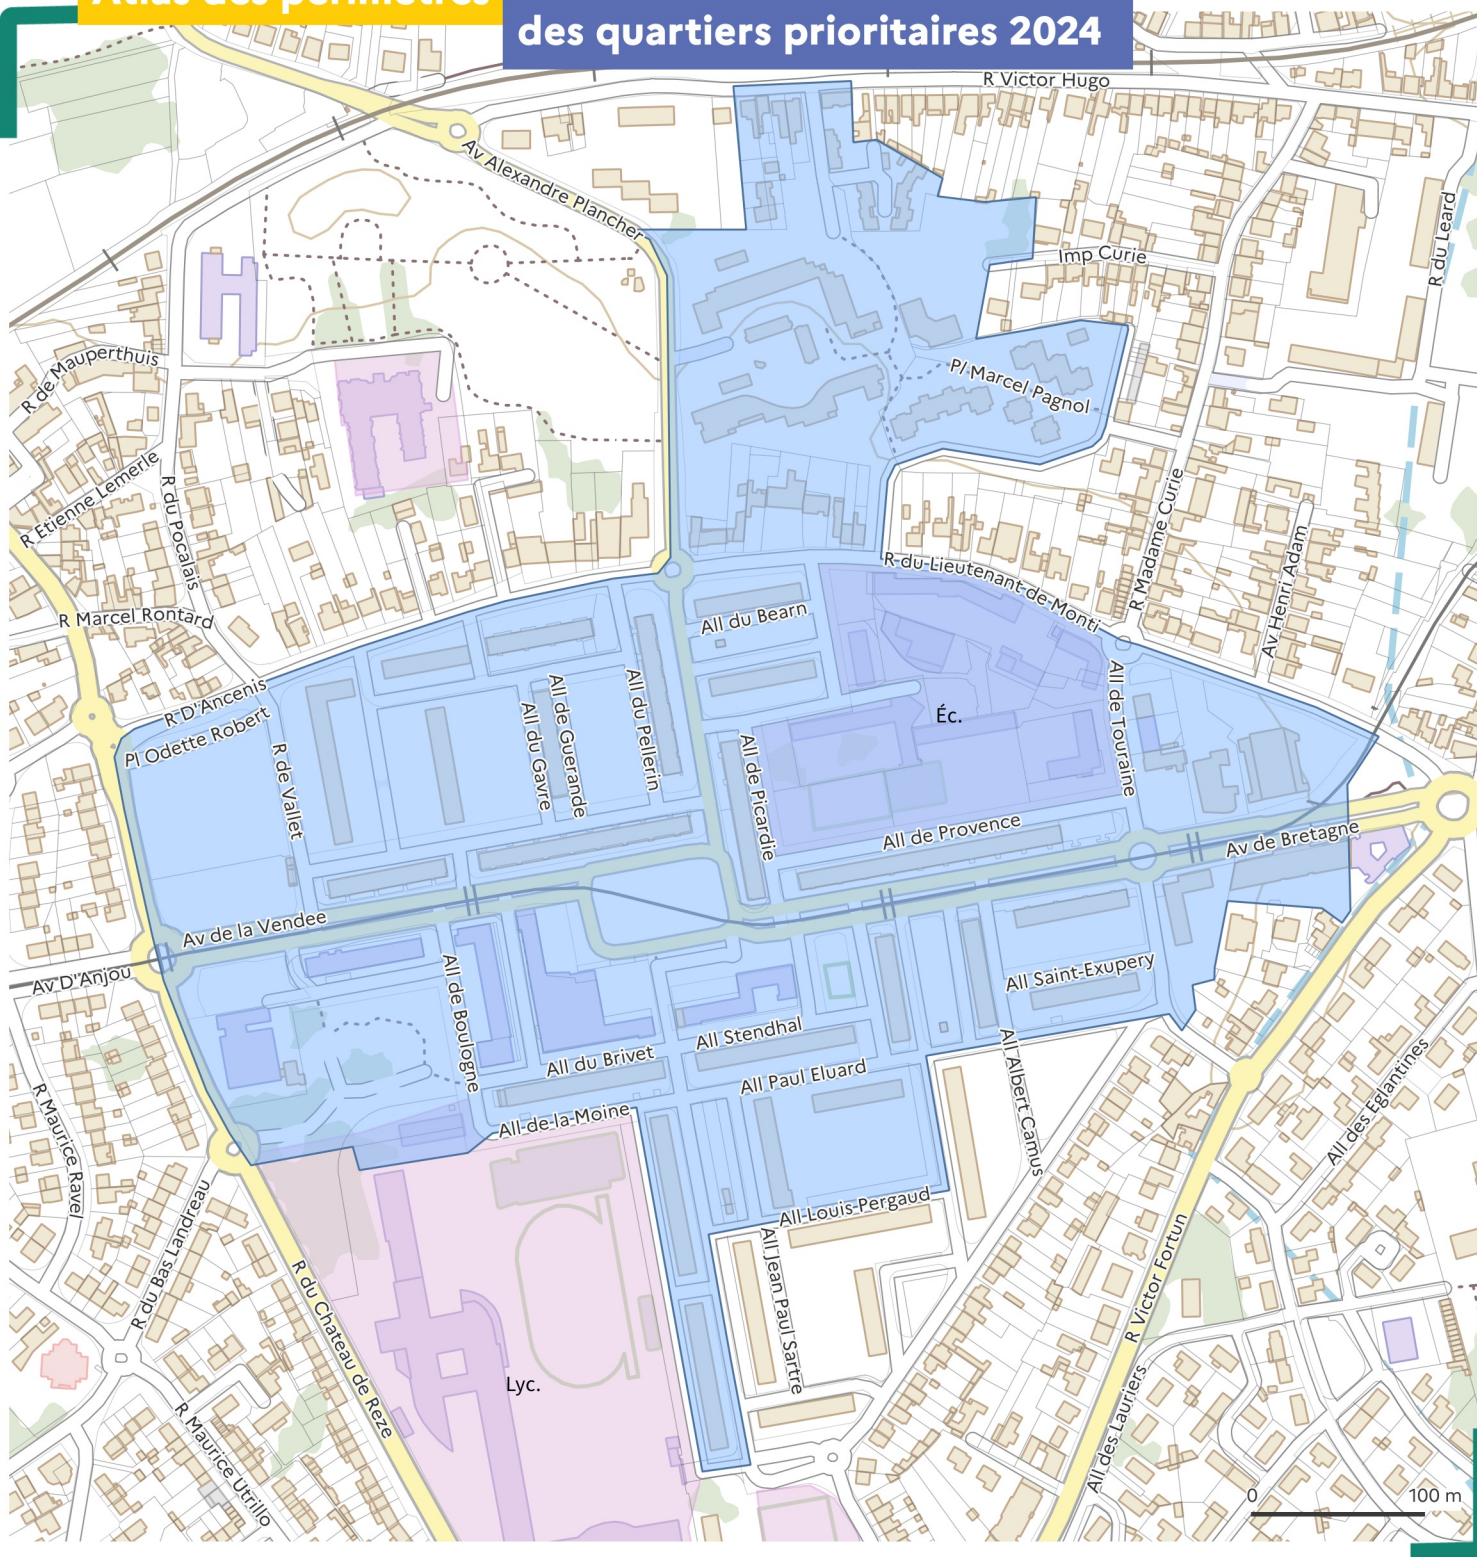 Atlas des périmètres
des quartiers prioritaires 2024
R Victor Hugo
Av Alexandre Plancher
R du Leard
Imp Curie
R de Mauperthuis
Pl Marcel Pagnol
R Etienne Lemerle
R du Pocalais
R Madame Curie
Av Henri Adam
R du Lieutenant de Monti
R Marcel Rontard
All du Bearn
R D'Ancenis
Pl Odette Robert
All de Guerande
All du Gavre
All du Pellerin
All de Touraine
Éc.
R de Vallet
All de Picardie
All de Provence
Av de Bretagne
Av de la Vendee
Av D'Anjou
All de Boulogne
All Saint-Exupery
All Stendhal
All du Brivet
All Paul Eluard
All Albert Camus
All des Eglantines
R Maurice Ravel
All de la Moine
R du Bas Landreau
All Louis Pergaud
All Jean Paul Sartre
R du Chateau de Reze
R Victor Fortun
Lyc.
R Maurice Utrillo
All des Lauriers
0 100 m